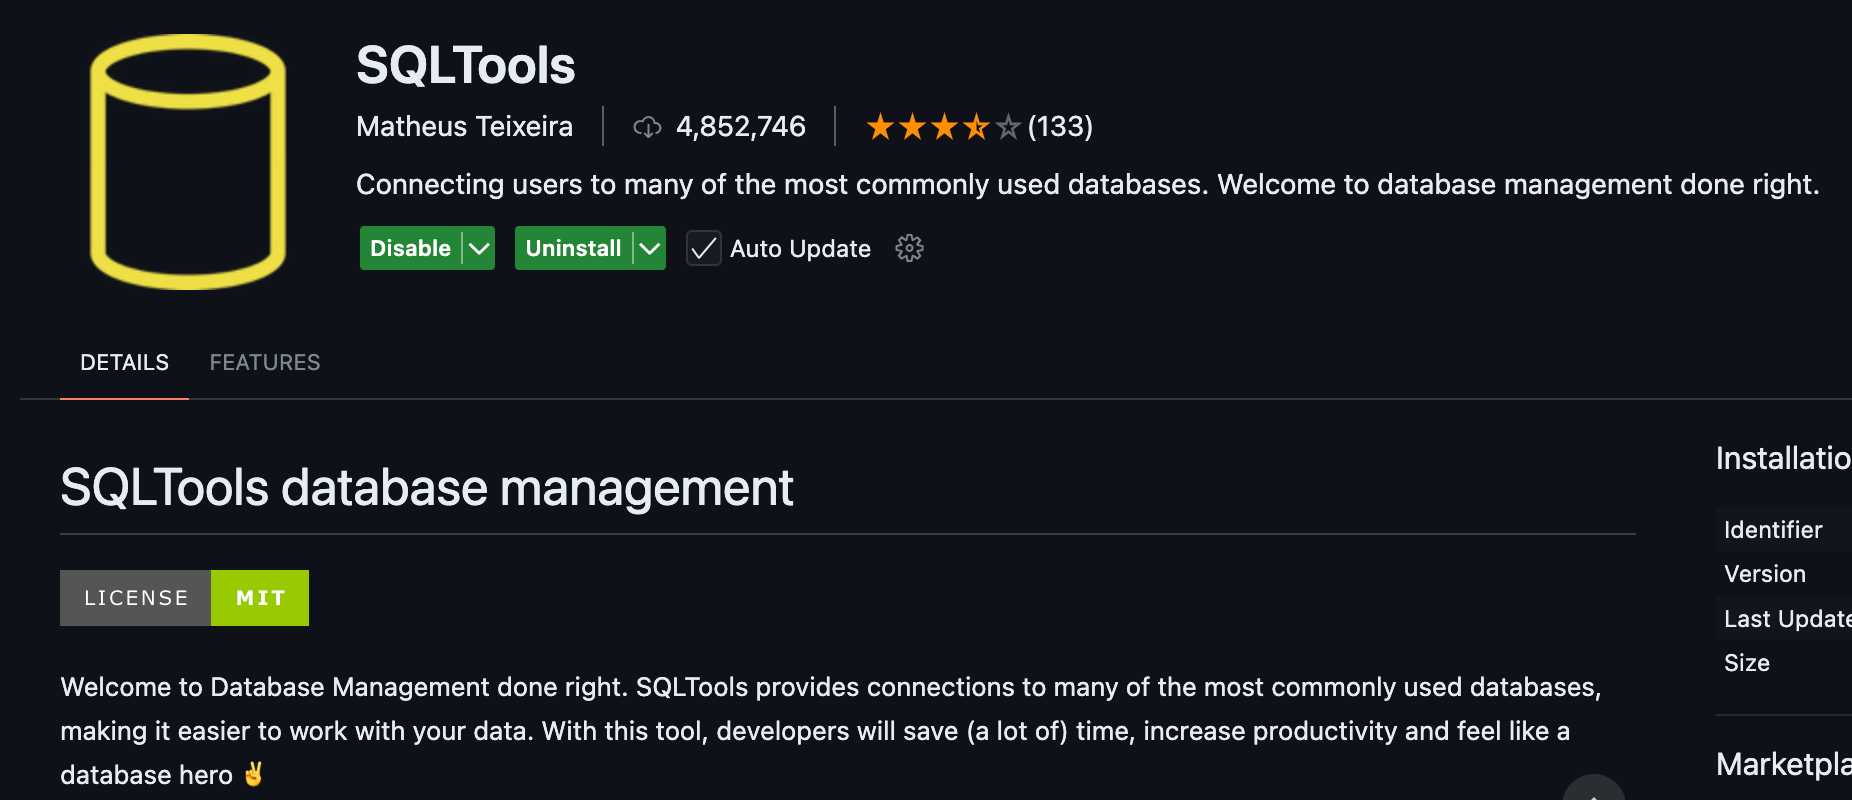 SQLTools
Matheus Teixeira 4,852,746 (133)
Connecting users to many of the most commonly used databases. Welcome to database management done right.
Disable Uninstall Auto Update
DETAILS FEATURES
SQLTools database management
LICENSE MIT
Welcome to Database Management done right. SQLTools provides connections to many of the most commonly used databases,
making it easier to work with your data. With this tool, developers will save (a lot of) time, increase productivity and feel like a
database hero ✌️
Installatio
Identifier
Version
Last Update
Size
Marketpla